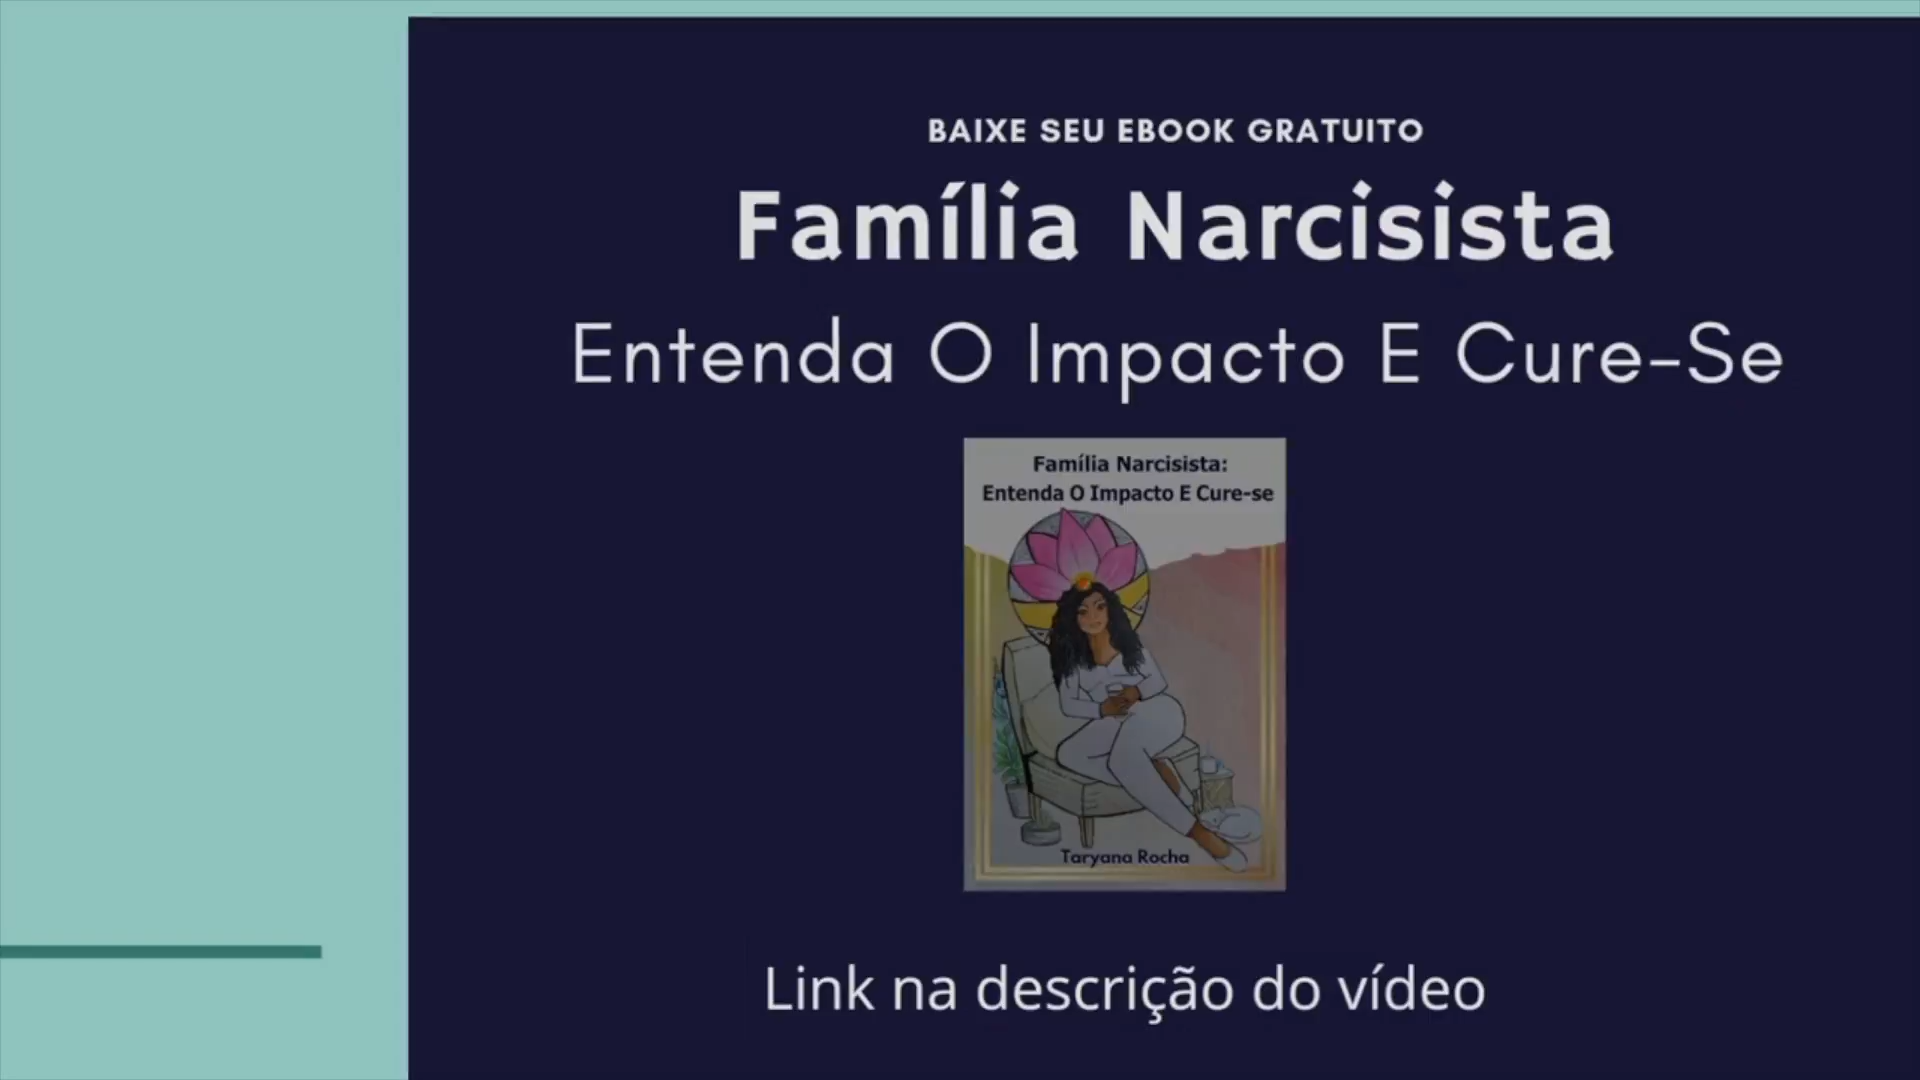 BAIXE SEU EBOOK GRATUITO
Família Narcisista
Entenda O Impacto E Cure-Se
Família Narcisista:
Entenda O Impacto E Cure-se
Taryana Rocha
Link na descrição do vídeo